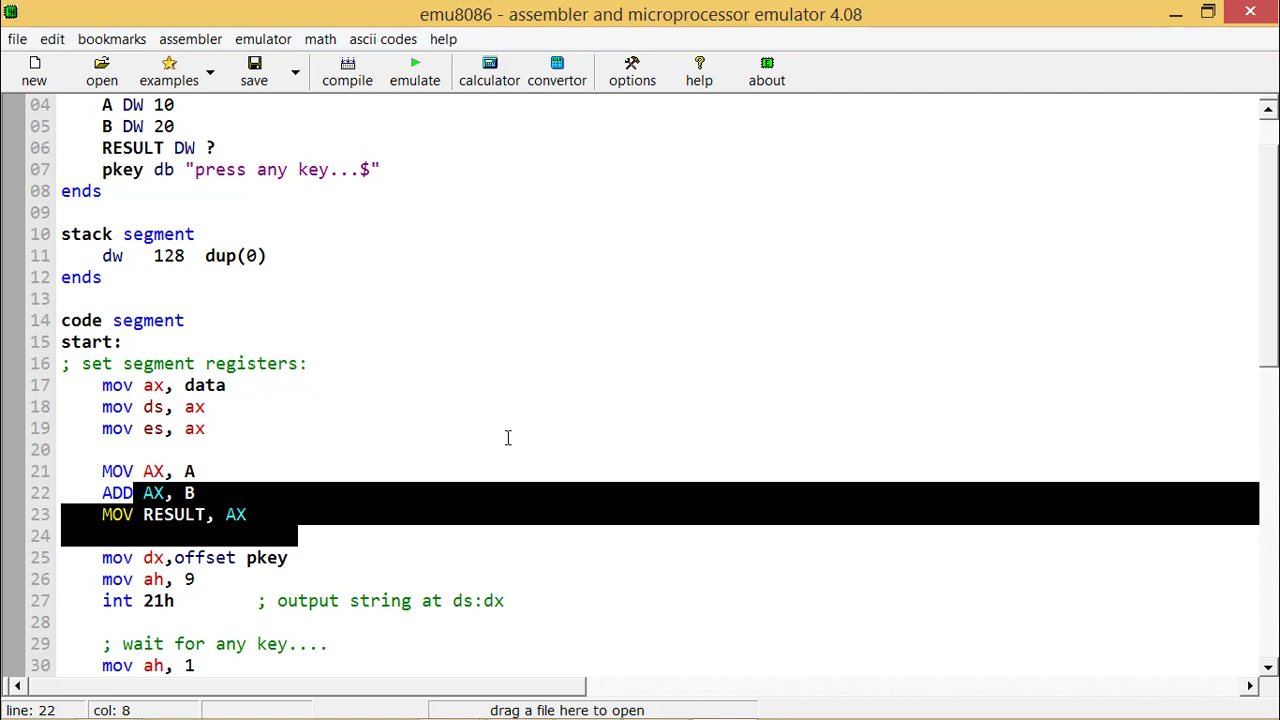 emu8086 - assembler and microprocessor emulator 4.08
file edit bookmarks assembler emulator math ascii codes help
new open examples save compile emulate calculator convertor options help about
04 A DW 10
05 B DW 20
06 RESULT DW ?
07 pkey db "press any key...$"
08 ends
09
10 stack segment
11 dw 128 dup(0)
12 ends
13
14 code segment
15 start:
16 ; set segment registers:
17 mov ax, data
18 mov ds, ax
19 mov es, ax
20
21 MOV AX, A
22 ADD AX, B
23 MOV RESULT, AX
24
25 mov dx,offset pkey
26 mov ah, 9
27 int 21h ; output string at ds:dx
28
29 ; wait for any key....
30 mov ah, 1
line: 22 col: 8 drag a file here to open